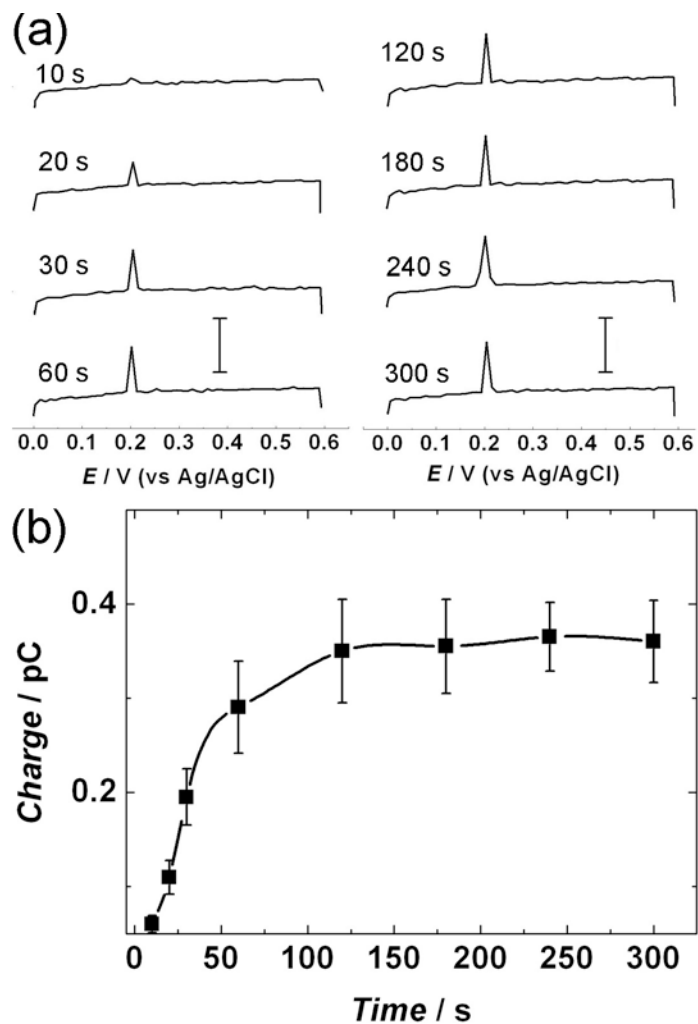 (a)
10 s
20 s
30 s
60 s
0.0 0.1 0.2 0.3 0.4 0.5 0.6
E / V (vs Ag/AgCl)
120 s
180 s
240 s
300 s
0.0 0.1 0.2 0.3 0.4 0.5 0.6
E / V (vs Ag/AgCl)
(b)
0.4
0.2
Charge / pC
0 50 100 150 200 250 300
Time / s